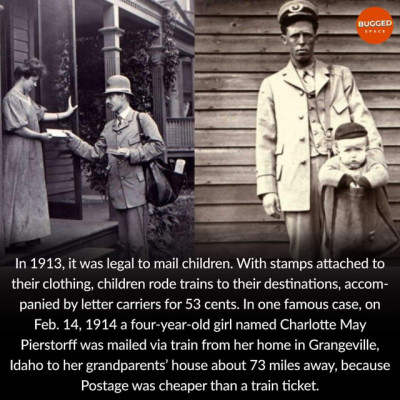 BUGGED
SPACE
In 1913, it was legal to mail children. With stamps attached to
their clothing, children rode trains to their destinations, accom-
panied by letter carriers for 53 cents. In one famous case, on
Feb. 14, 1914 a four-year-old girl named Charlotte May
Pierstorff was mailed via train from her home in Grangeville,
Idaho to her grandparents' house about 73 miles away, because
Postage was cheaper than a train ticket.